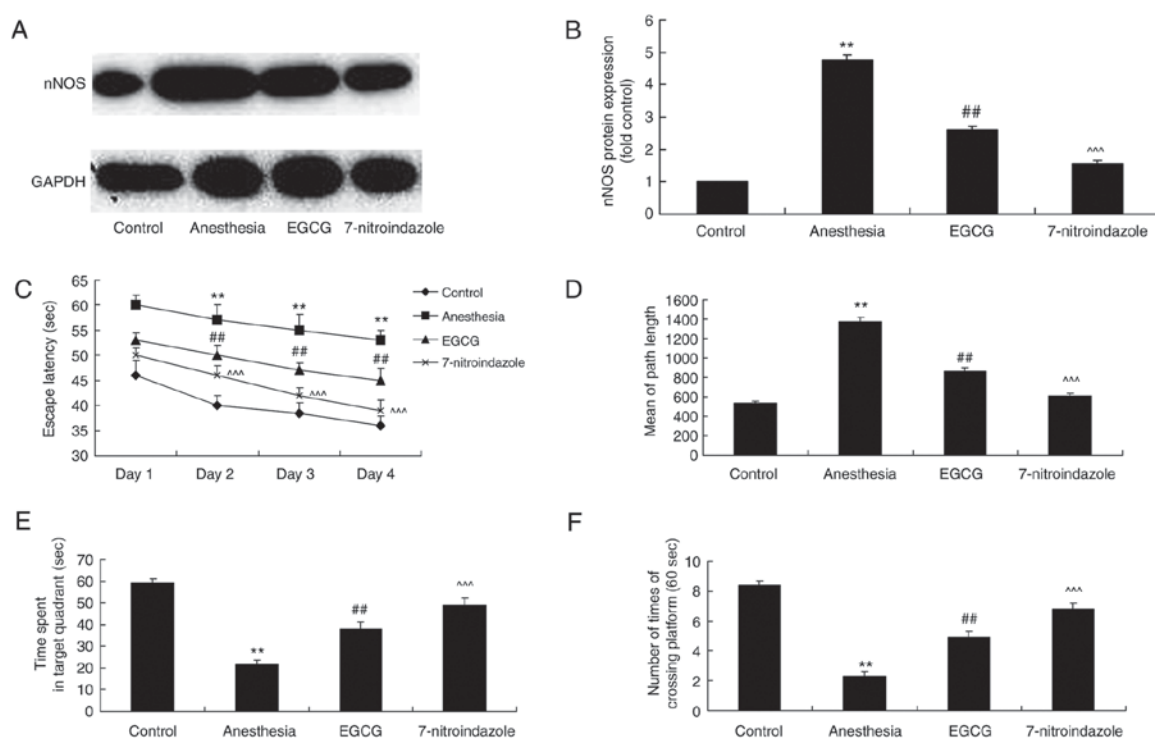 A
nNOS
GAPDH
Control Anesthesia EGCG 7-nitroindazole
B
nNOS protein expression
(fold control)
6
5
4
3
2
1
0
**
##
^^^
Control Anesthesia EGCG 7-nitroindazole
C
Escape latency (sec)
65
60
55
50
45
40
35
30
** ** **
## ## ##
^^^ ^^^ ^^^
Day 1 Day 2 Day 3 Day 4
Control
Anesthesia
EGCG
7-nitroindazole
D
Mean of path length
1600
1400
1200
1000
800
600
400
200
0
**
##
^^^
Control Anesthesia EGCG 7-nitroindazole
E
Time spent
in target quadrant (sec)
70
60
50
40
30
20
10
0
**
##
^^^
Control Anesthesia EGCG 7-nitroindazole
F
Number of times of
crossing platform (60 sec)
10
8
6
4
2
0
**
##
^^^
Control Anesthesia EGCG 7-nitroindazole